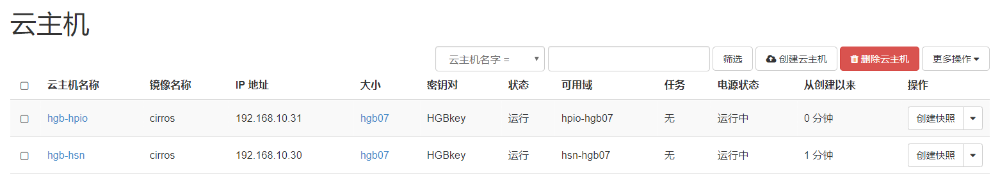 云主机
云主机名字 = 筛选 创建云主机 删除云主机 更多操作
云主机名称 镜像名称 IP 地址 大小 密钥对 状态 可用域 任务 电源状态 从创建以来 操作
hgb-hpio cirros 192.168.10.31 hgb07 HGBkey 运行 hpio-hgb07 无 运行中 0 分钟 创建快照
hgb-hsn cirros 192.168.10.30 hgb07 HGBkey 运行 hsn-hgb07 无 运行中 1 分钟 创建快照